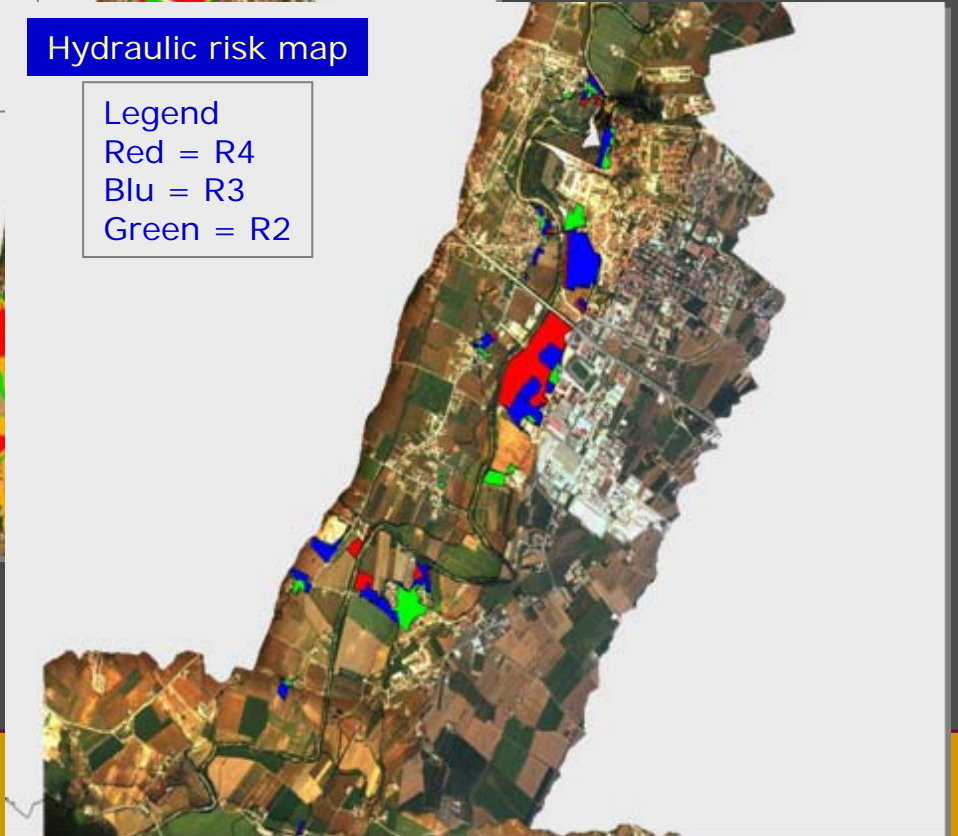 Hydraulic risk map
Legend
Red = R4
Blu = R3
Green = R2